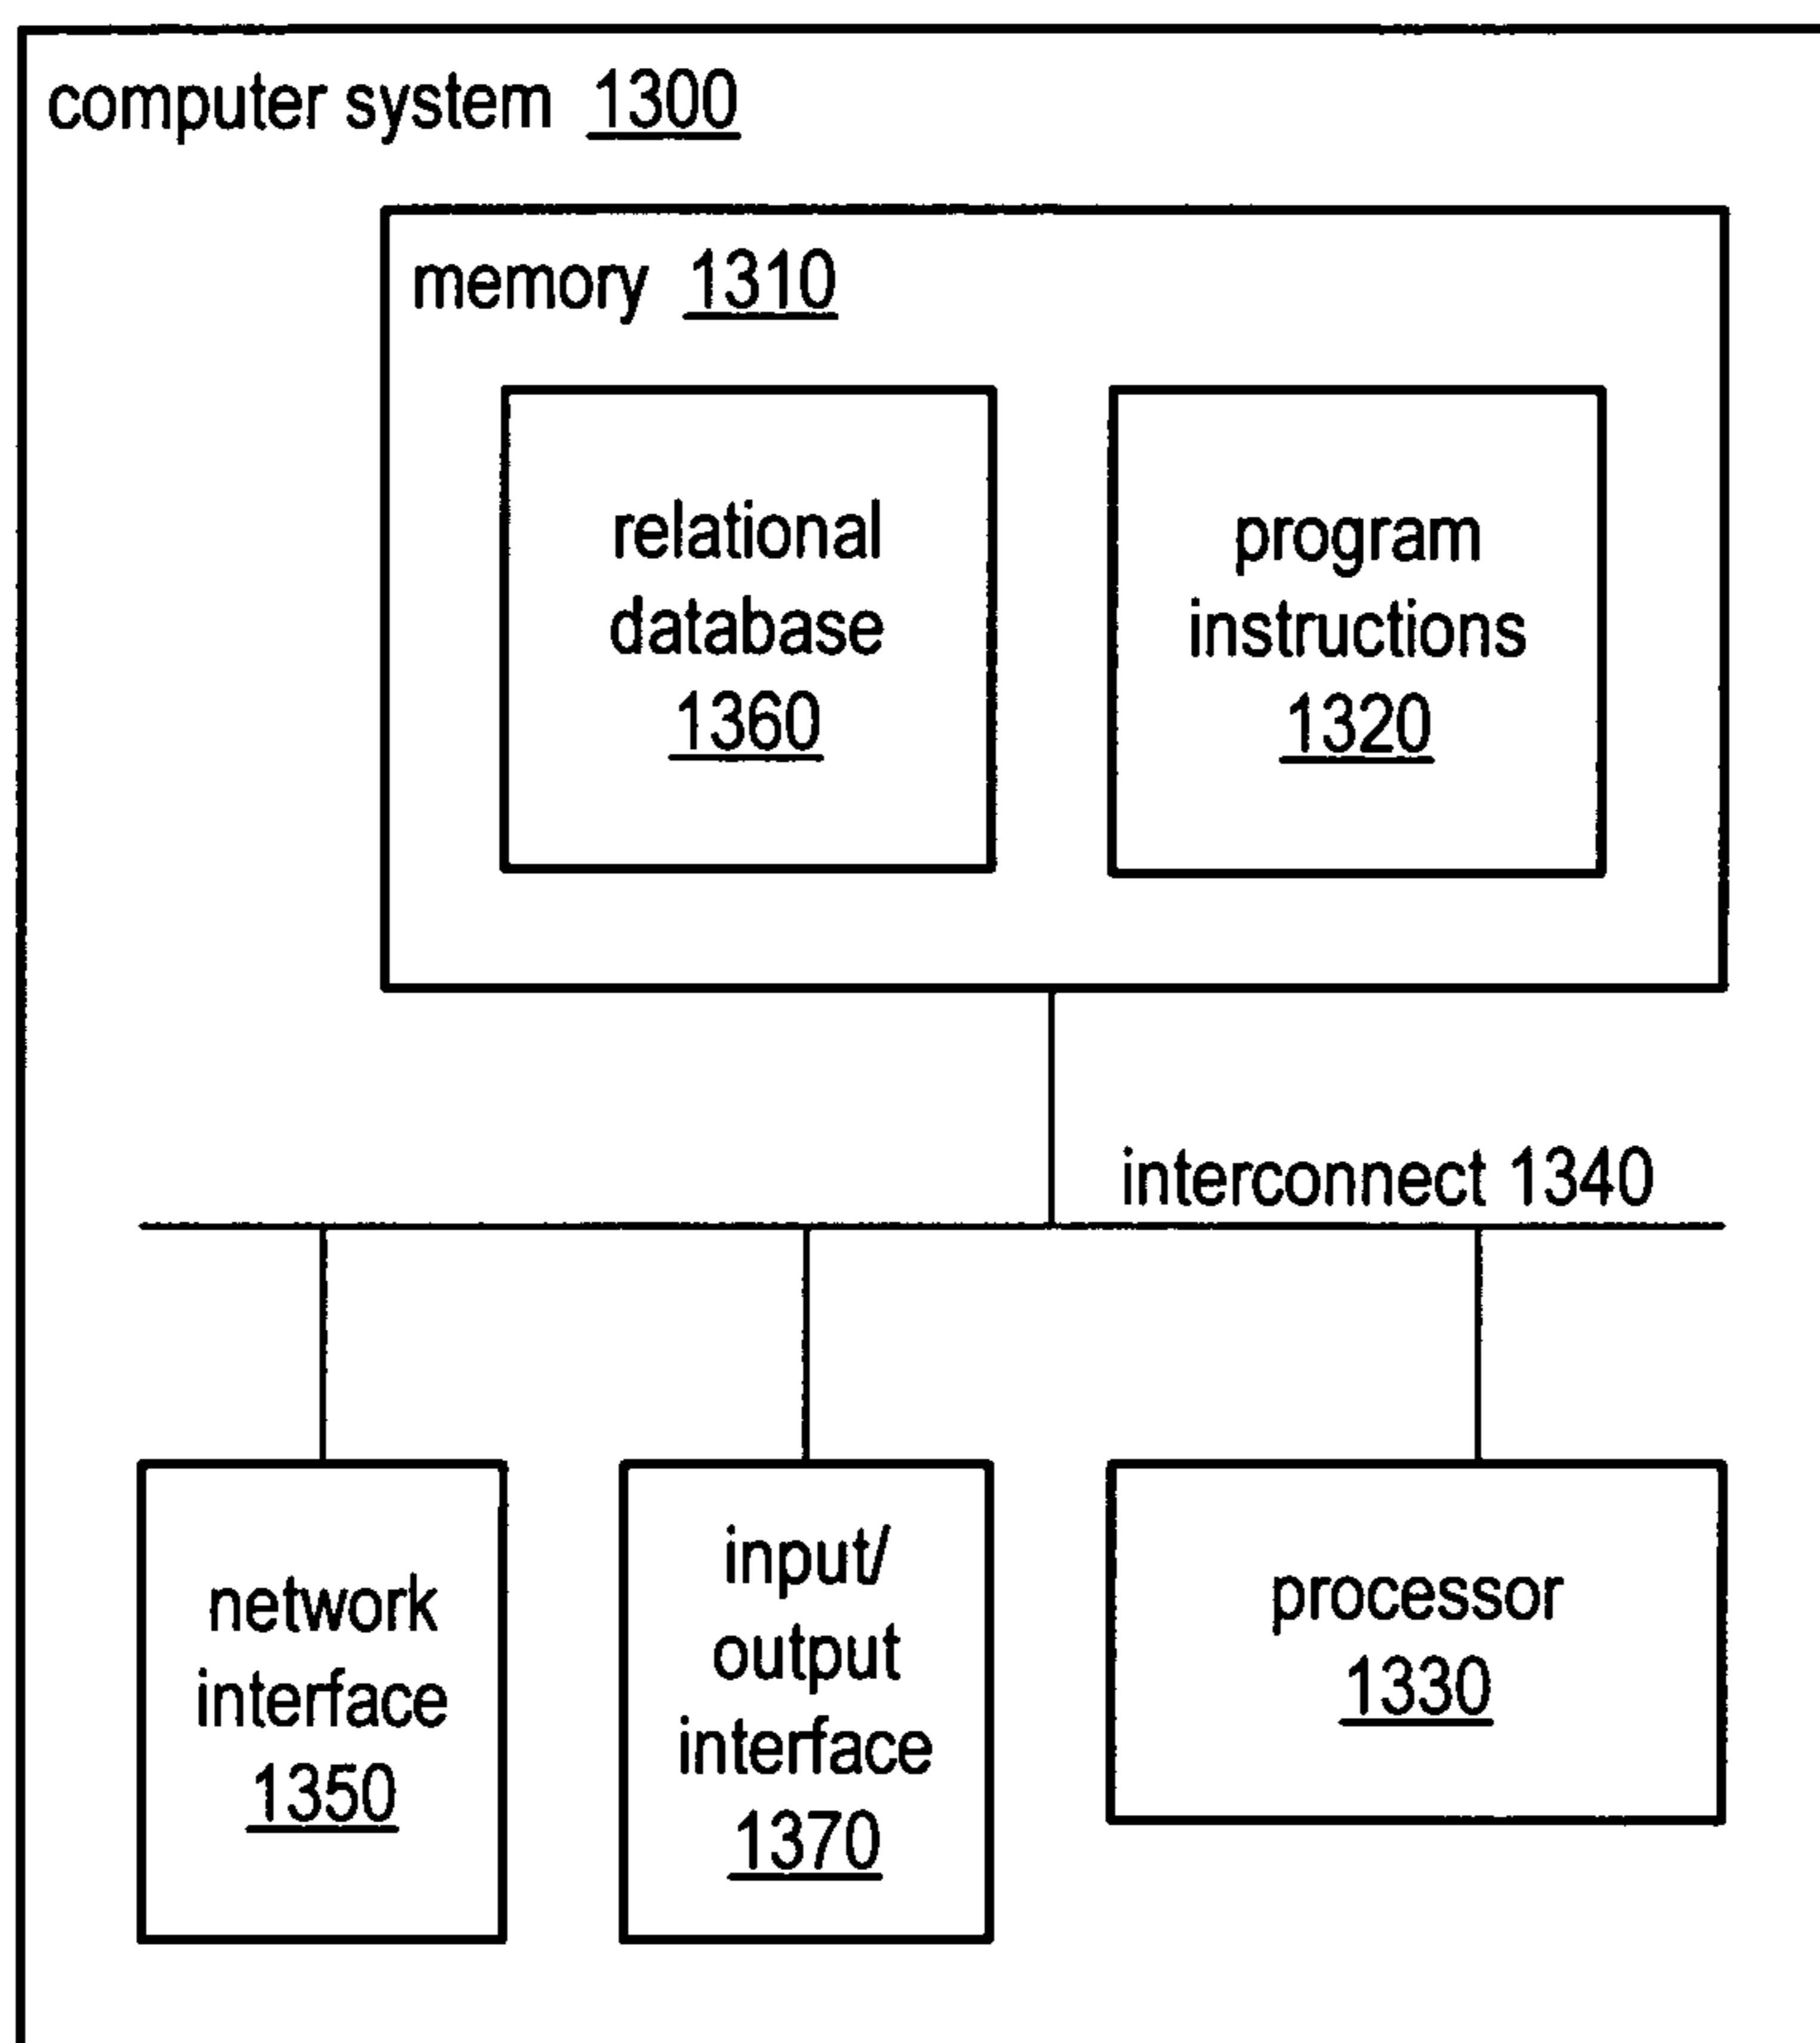 computer system 1300
memory 1310
relational
database
1360
program
instructions
1320
interconnect 1340
network
interface
1350
input/
output
interface
1370
processor
1330